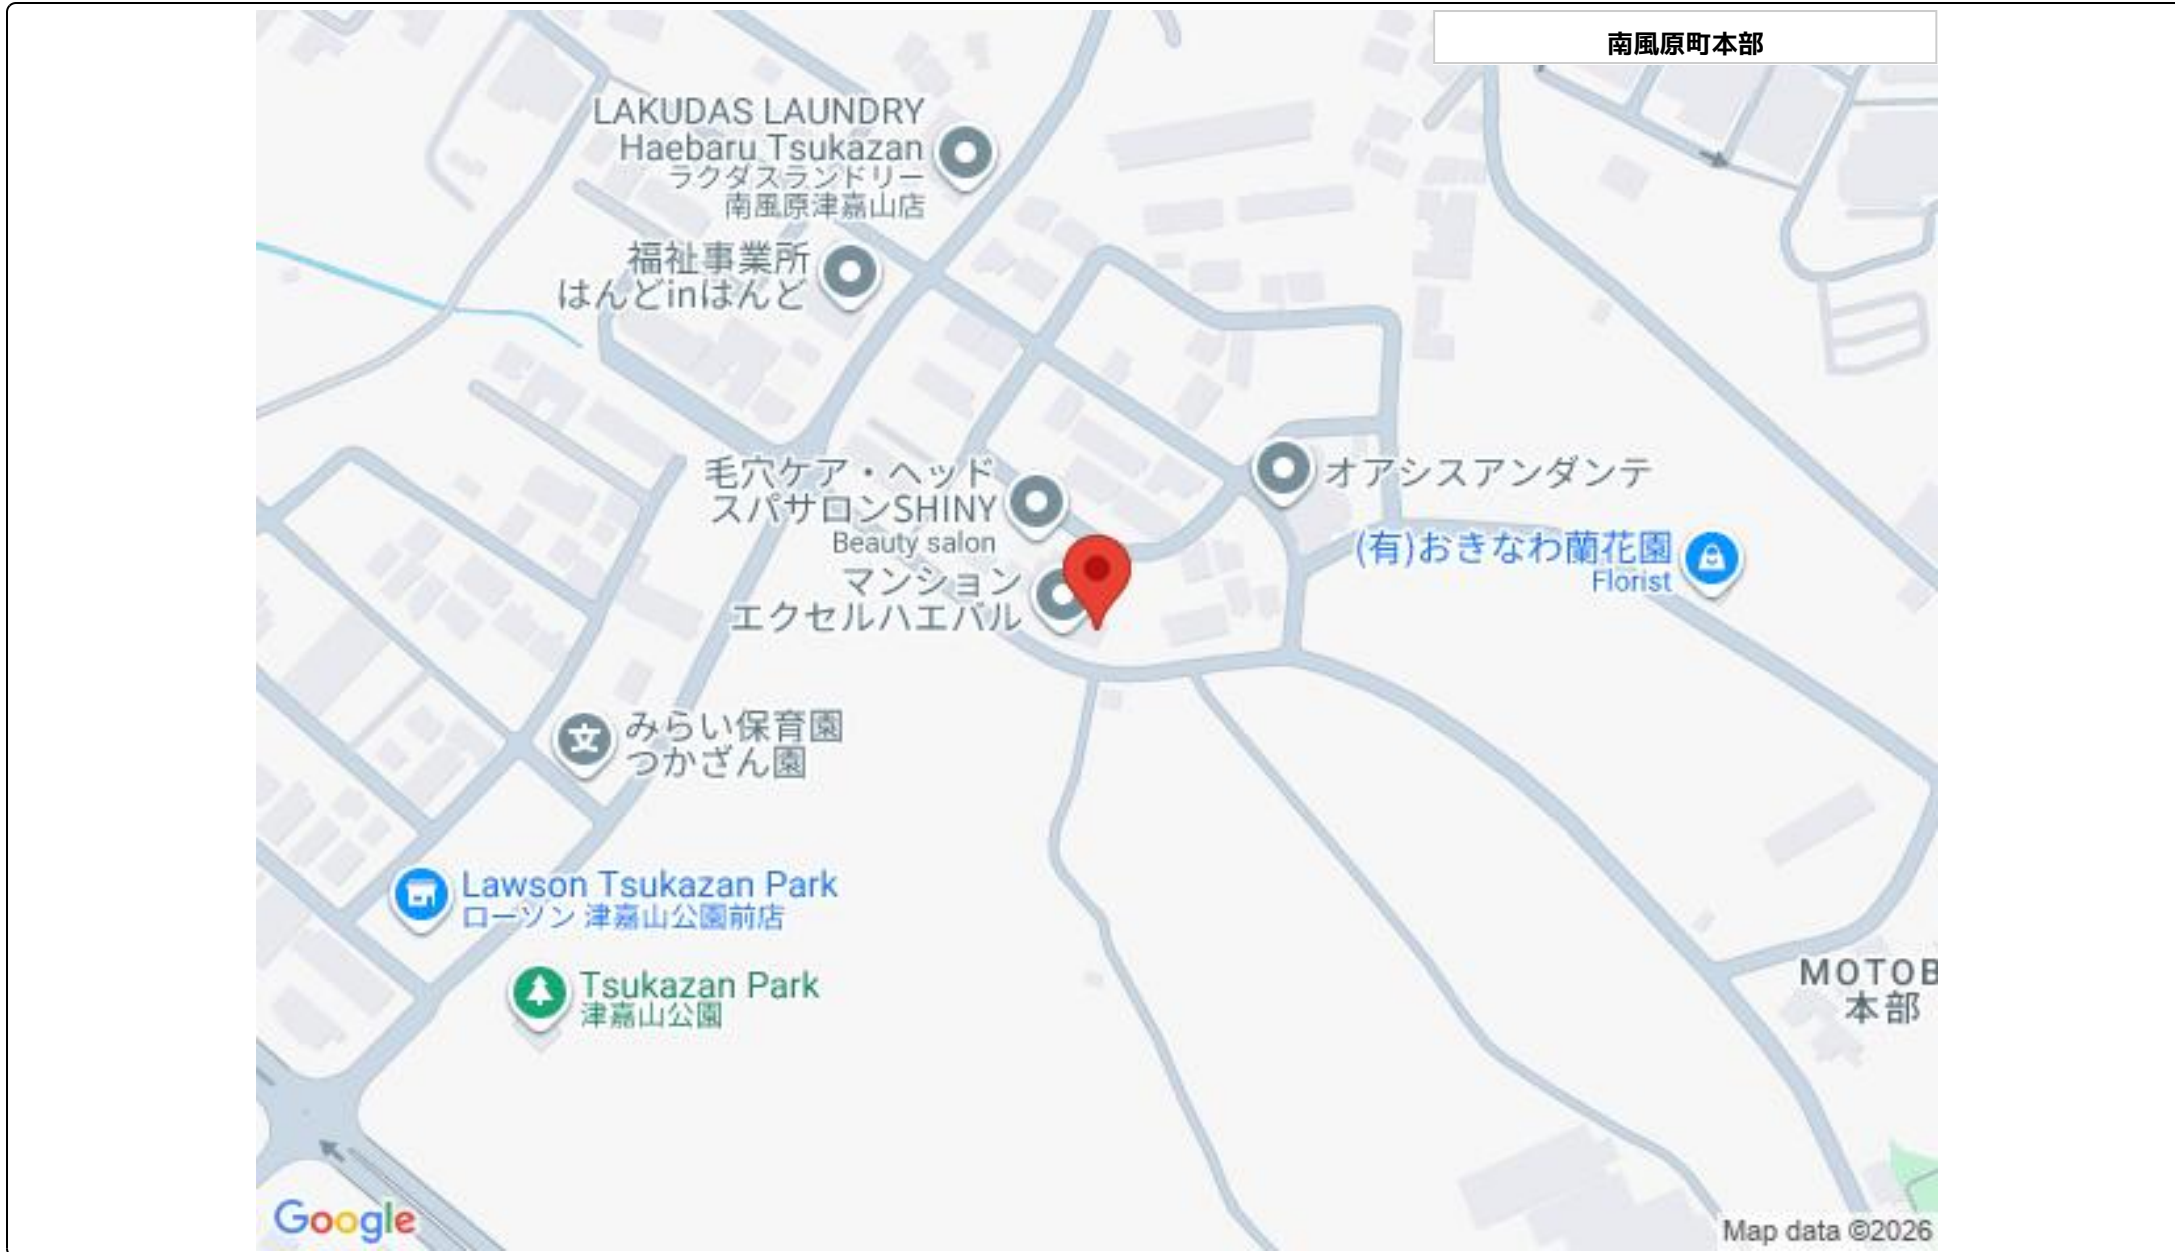 南風原町本部
LAKUDAS LAUNDRY
Haebaru Tsukazan
ラクダスランドリー
南風原津嘉山店
福祉事業所
はんどinはんど
毛穴ケア・ヘッド
スパサロンSHINY
Beauty salon
オアシスアンダンテ
(有)おきなわ蘭花園
Florist
マンション
エクセルハエバル
みらい保育園
つかざん園
Lawson Tsukazan Park
ローソン 津嘉山公園前店
Tsukazan Park
津嘉山公園
MOTOB
本部
Google
Map data ©2026